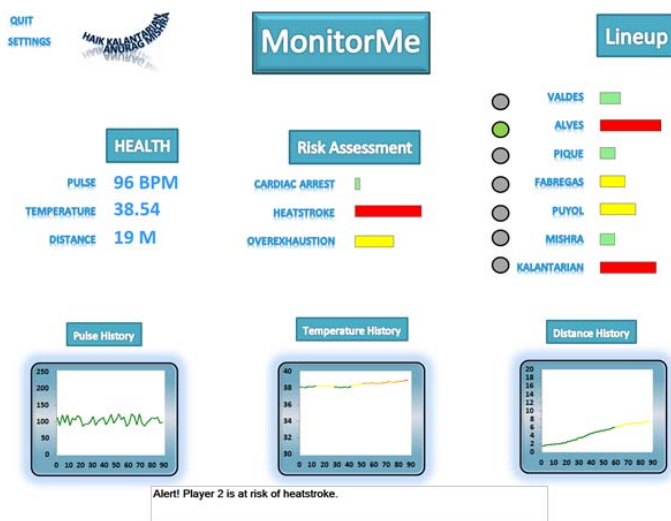 QUIT
SETTINGS
HAIK KALANTARIAN
ANURAG MISHRA
MonitorMe
Lineup
HEALTH
PULSE 96 BPM
TEMPERATURE 38.54
DISTANCE 19 M
Risk Assessment
CARDIAC ARREST
HEATSTROKE
OVEREXHAUSTION
VALDES
ALVES
PIQUE
FABREGAS
PUYOL
MISHRA
KALANTARIAN
Pulse History
250
200
150
100
50
0
0 10 20 30 40 50 60 70 80 90
Temperature History
40
38
36
34
32
30
0 10 20 30 40 50 60 70 80 90
Distance History
20
18
16
14
12
10
8
6
4
2
0
0 10 20 30 40 50 60 70 80 90
Alert! Player 2 is at risk of heatstroke.